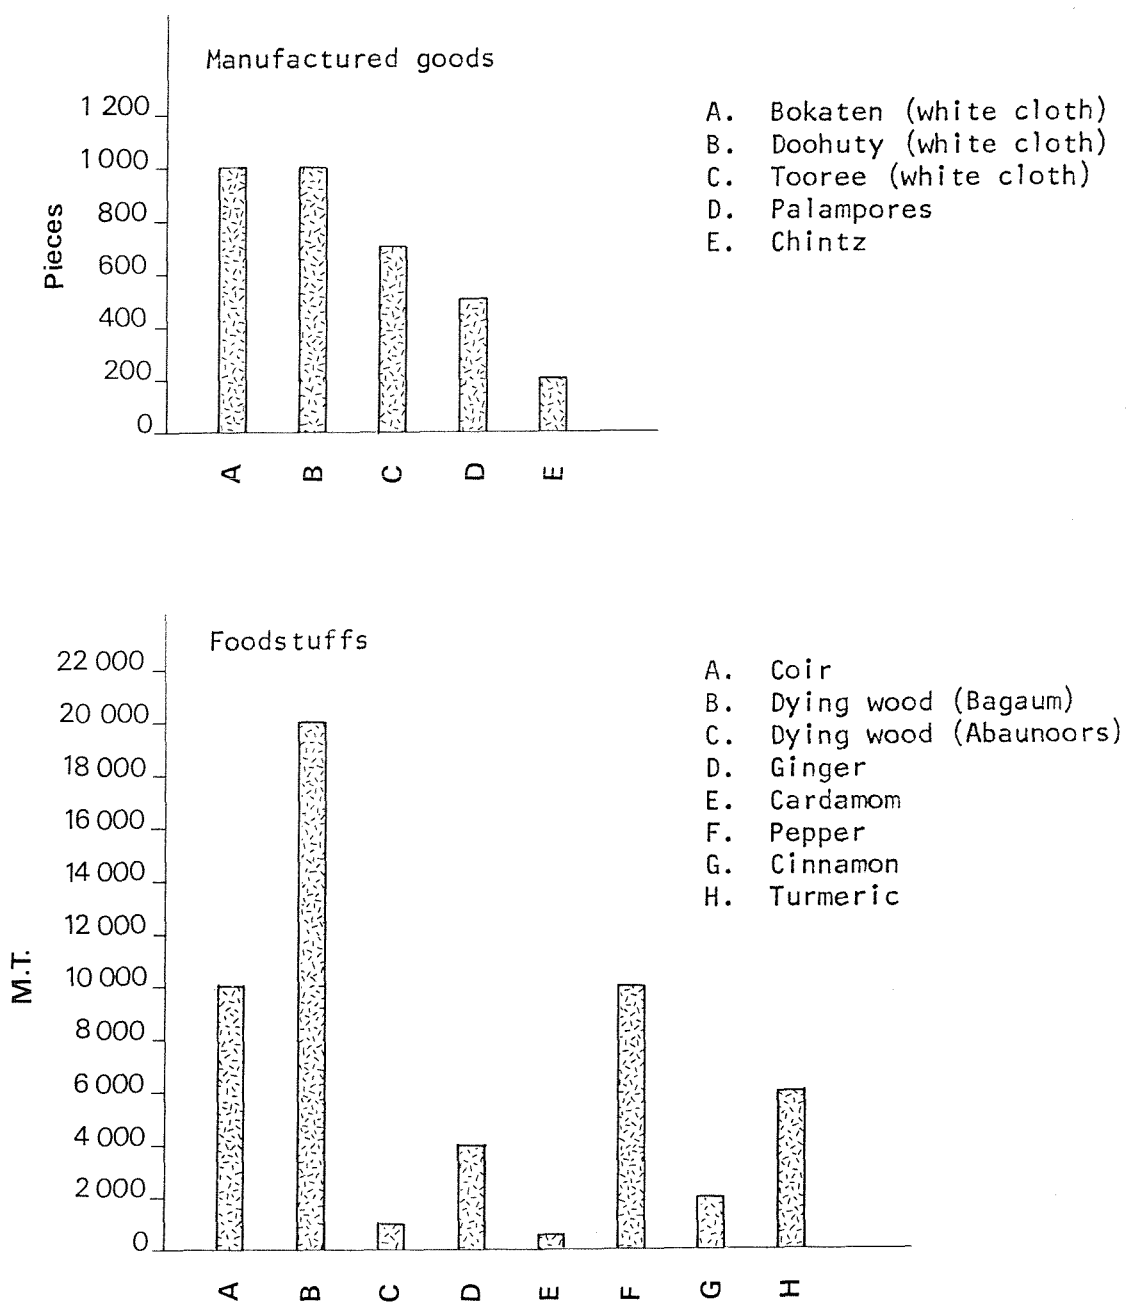 Manufactured goods
1 200
1 000
800
600
400
200
0
Pieces
A B C D E
A. Bokaten (white cloth)
B. Doohuty (white cloth)
C. Tooree (white cloth)
D. Palampores
E. Chintz
Foodstuffs
22 000
20 000
18 000
16 000
14 000
12 000
10 000
8 000
6 000
4 000
2 000
0
M.T.
A B C D E F G H
A. Coir
B. Dying wood (Bagaum)
C. Dying wood (Abaunoors)
D. Ginger
E. Cardamom
F. Pepper
G. Cinnamon
H. Turmeric